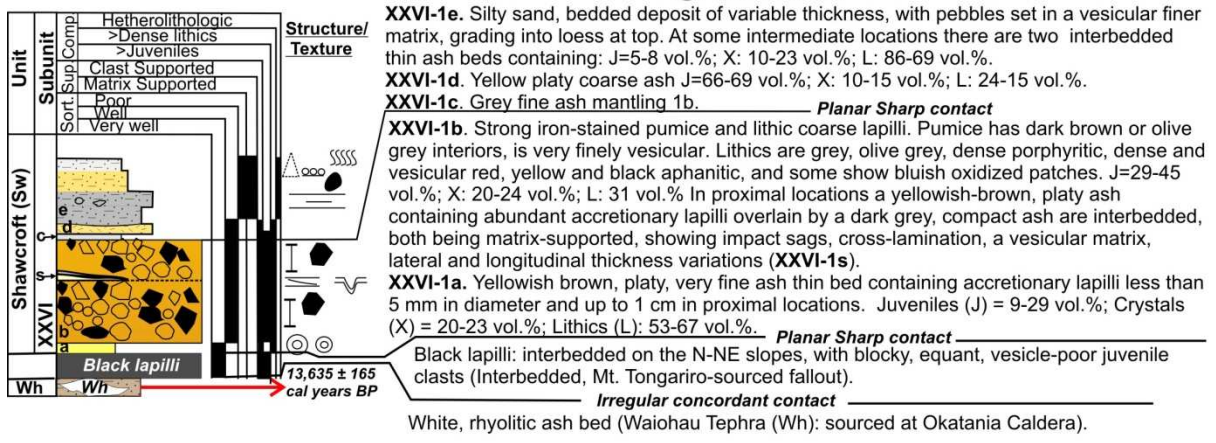 Unit
Subunit
Comp
Sup
Sort.
Hetherolithologic
>Dense lithics
>Juveniles
Clast Supported
Matrix Supported
Poor
Well
Very well
Structure/
Texture
Shawcroft (Sw)
XXVI
e
d
c
s
b
a
Black lapilli
Wh
Wh
13,635 ± 165
cal years BP
XXVI-1e. Silty sand, bedded deposit of variable thickness, with pebbles set in a vesicular finer
matrix, grading into loess at top. At some intermediate locations there are two interbedded
thin ash beds containing: J=5-8 vol.%; X: 10-23 vol.%; L: 86-69 vol.%.
XXVI-1d. Yellow platy coarse ash J=66-69 vol.%; X: 10-15 vol.%; L: 24-15 vol.%.
XXVI-1c. Grey fine ash mantling 1b.
Planar Sharp contact
XXVI-1b. Strong iron-stained pumice and lithic coarse lapilli. Pumice has dark brown or olive
grey interiors, is very finely vesicular. Lithics are grey, olive grey, dense porphyritic, dense and
vesicular red, yellow and black aphanitic, and some show bluish oxidized patches. J=29-45
vol.%; X: 20-24 vol.%; L: 31 vol.% In proximal locations a yellowish-brown, platy ash
containing abundant accretionary lapilli overlain by a dark grey, compact ash are interbedded,
both being matrix-supported, showing impact sags, cross-lamination, a vesicular matrix,
lateral and longitudinal thickness variations (XXVI-1s).
XXVI-1a. Yellowish brown, platy, very fine ash thin bed containing accretionary lapilli less than
5 mm in diameter and up to 1 cm in proximal locations. Juveniles (J) = 9-29 vol.%; Crystals
(X) = 20-23 vol.%; Lithics (L): 53-67 vol.%.
Planar Sharp contact
Black lapilli: interbedded on the N-NE slopes, with blocky, equant, vesicle-poor juvenile
clasts (Interbedded, Mt. Tongariro-sourced fallout).
Irregular concordant contact
White, rhyolitic ash bed (Waiohau Tephra (Wh): sourced at Okatania Caldera).